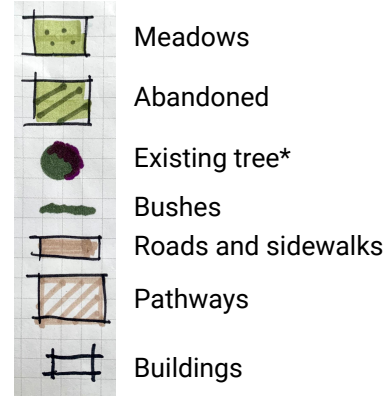 Meadows
Abandoned
Existing tree*
Bushes
Roads and sidewalks
Pathways
Buildings